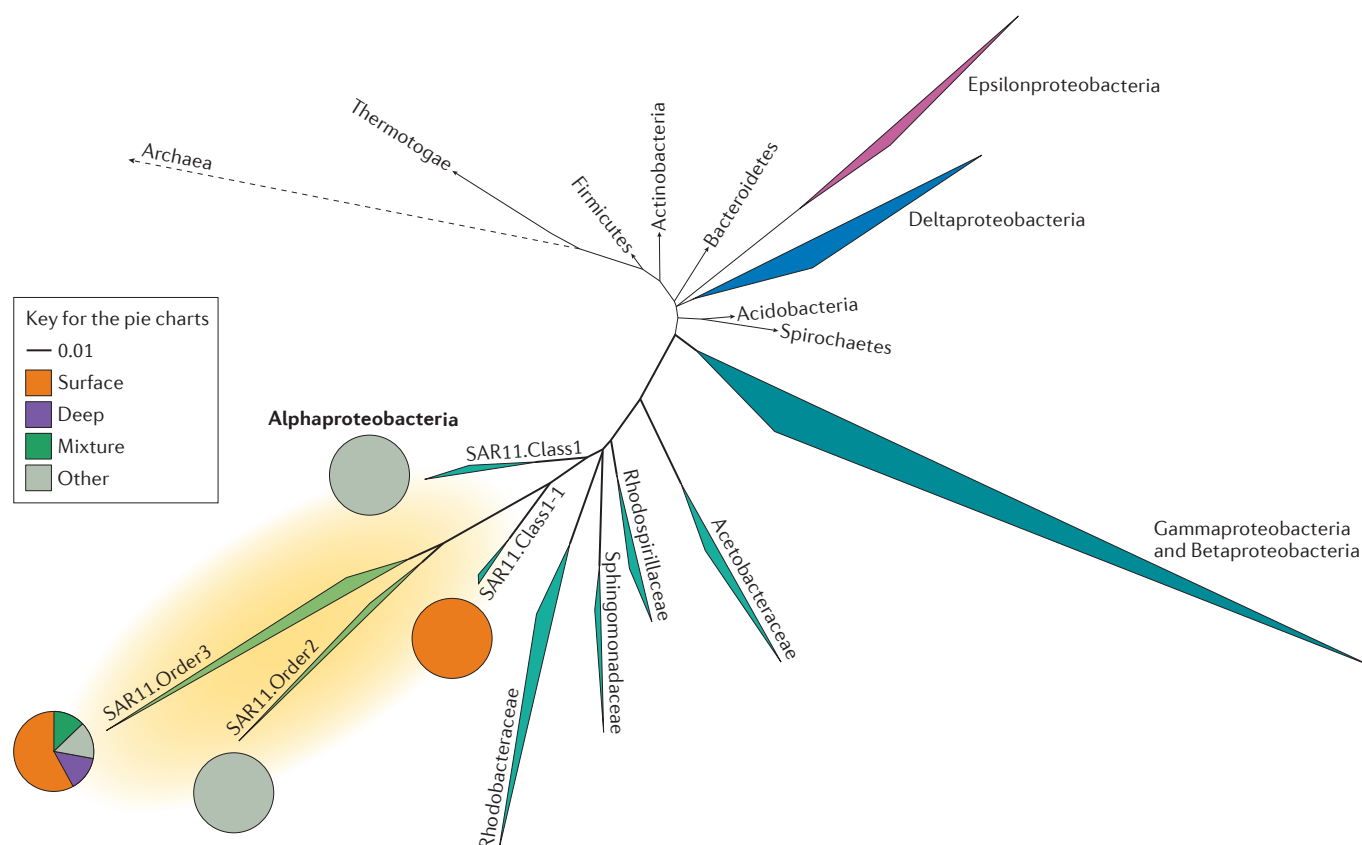 Epsilonproteobacteria
Thermotogae
Actinobacteria
Archaea
Bacteroidetes
Firmicutes
Deltaproteobacteria
Key for the pie charts
0.01
Surface
Deep
Mixture
Other
Acidobacteria
Spirochaetes
Alphaproteobacteria
SAR11.Class1
SAR11.Class1-1
Rhodospirillaceae
Acetobacteraceae
Gammaproteobacteria
and Betaproteobacteria
Sphingomonadaceae
SAR11.Order3
SAR11.Order2
Rhodobacteraceae